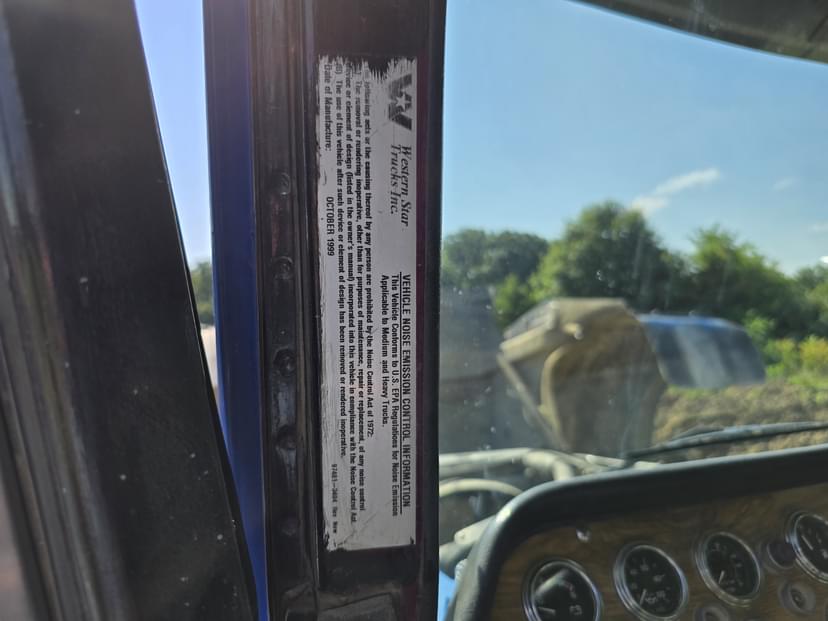 Western Star
Trucks Inc.
VEHICLE NOISE EMISSION CONTROL INFORMATION
This Vehicle Conforms to U.S. EPA Regulations for Noise Emission
Applicable to Medium and Heavy Trucks.
following acts or the causing thereof by any person are prohibited by the Noise Control Act of 1972:
The removal or rendering inoperative, other than for purposes of maintenance, repair or replacement, of any noise control
device or element of design (listed in the owner's manual) incorporated into this vehicle in compliance with the Noise Control Act.
(B) The use of this vehicle after such device or element of design has been removed or rendered inoperative.
Date of Manufacture: OCTOBER 1999